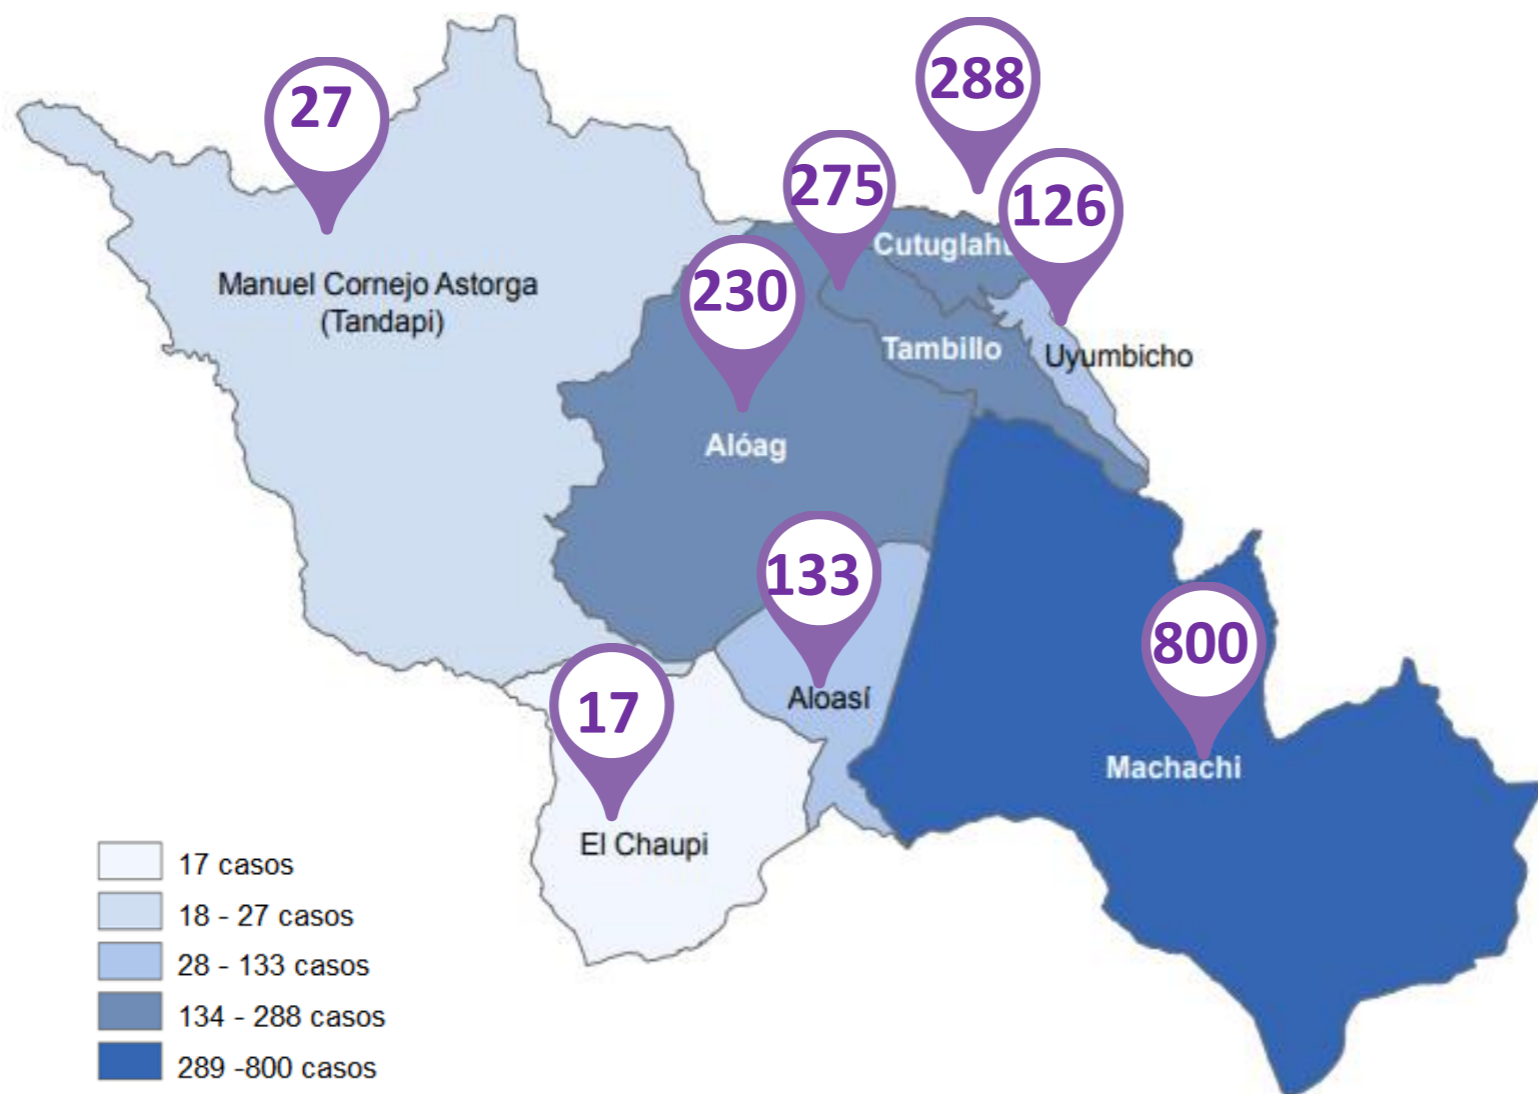 27
288
275
126
Manuel Cornejo Astorga
(Tandapi)
230
Tambillo
Uyumbicho
Alóag
133
800
17
Aloasí
Machachi
El Chaupi
17 casos
18 - 27 casos
28 - 133 casos
134 - 288 casos
289 -800 casos